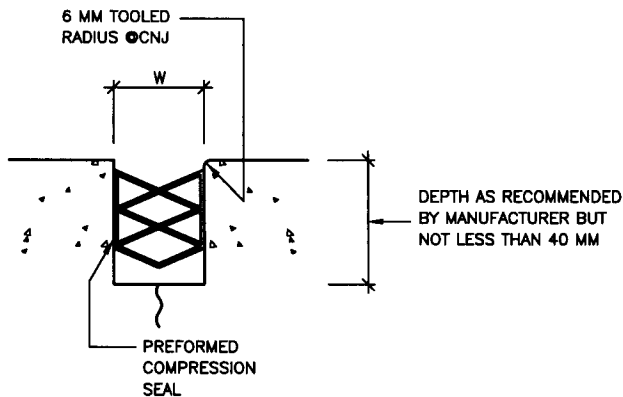 6 MM TOOLED
RADIUS @CNJ
W
DEPTH AS RECOMMENDED
BY MANUFACTURER BUT
NOT LESS THAN 40 MM
PREFORMED
COMPRESSION
SEAL